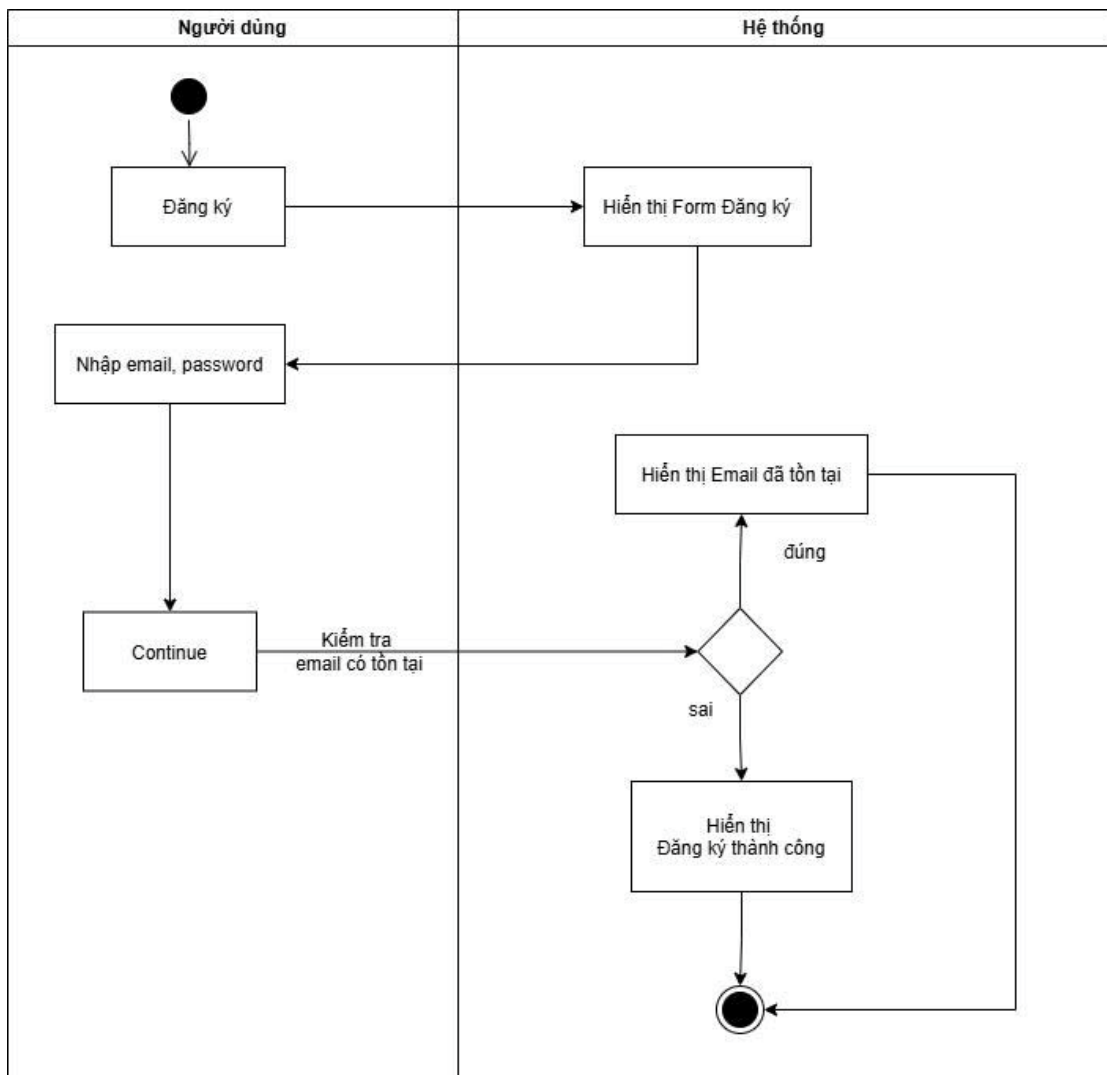 Người dùng
Hệ thống
Đăng ký
Hiển thị Form Đăng ký
Nhập email, password
Hiển thị Email đã tồn tại
đúng
Continue
Kiểm tra
email có tồn tại
sai
Hiển thị
Đăng ký thành công